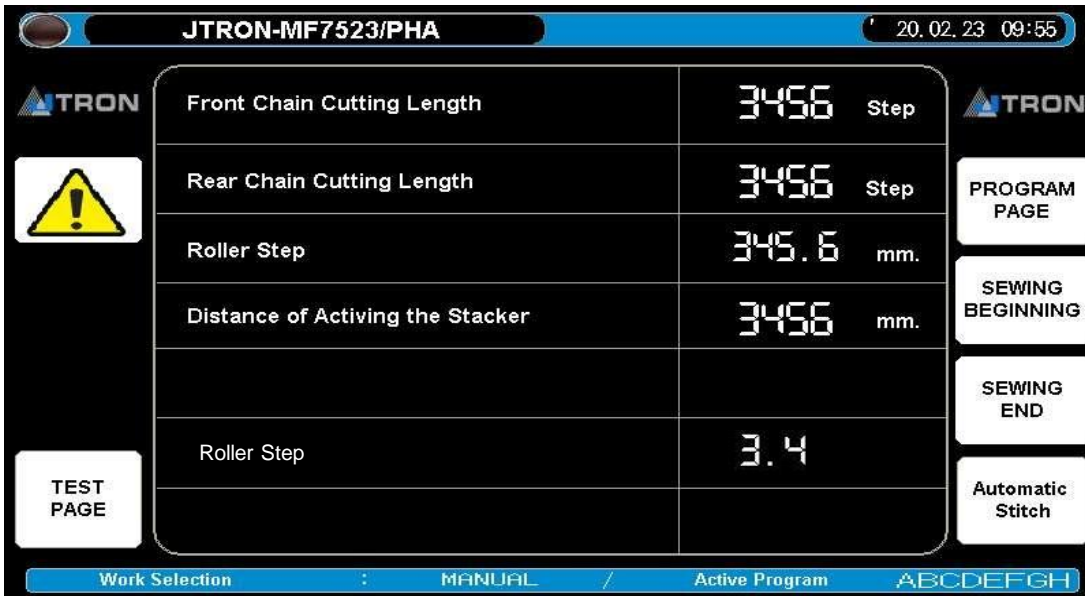 JTRON-MF7523/PHA
' 20.02.23 09:55
JTRON
Front Chain Cutting Length 3456 Step
JTRON
Rear Chain Cutting Length 3456 Step
PROGRAM
PAGE
Roller Step 345.6 mm.
SEWING
BEGINNING
Distance of Activing the Stacker 3456 mm.
SEWING
END
Roller Step 3.4
TEST
PAGE
Automatic
Stitch
Work Selection : MANUAL / Active Program ABCDEFGH